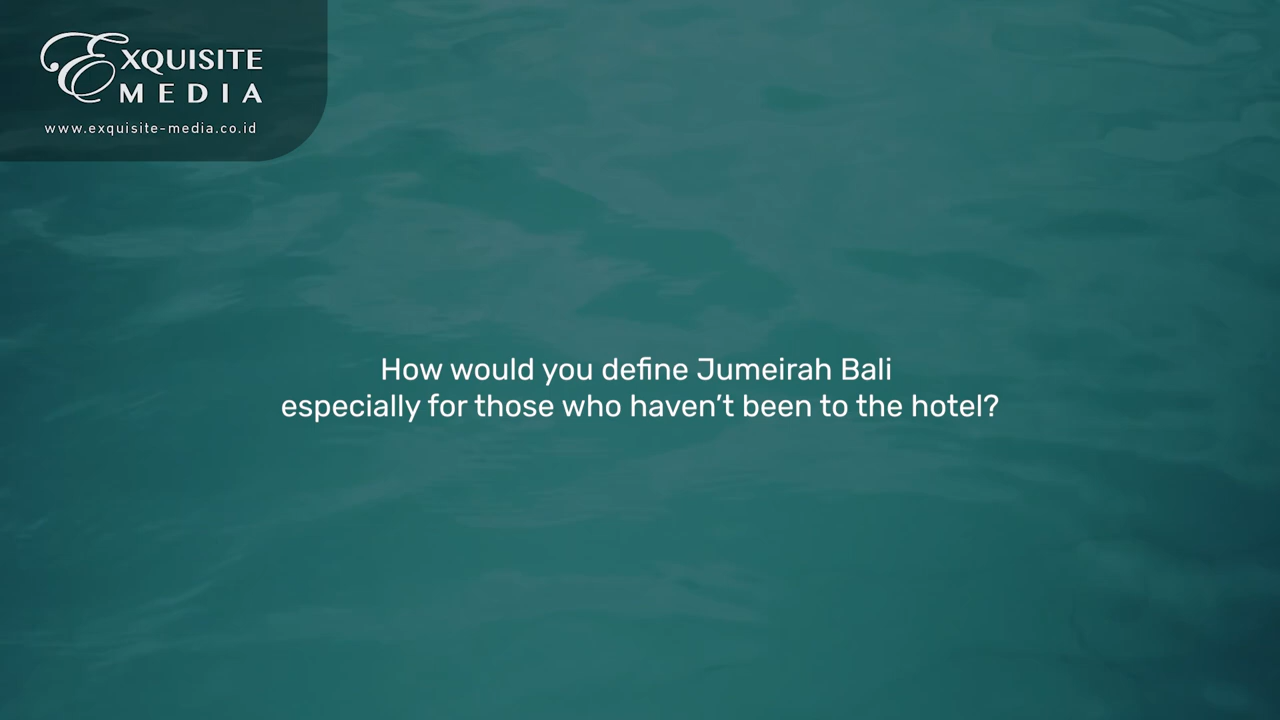 EXQUISITE
MEDIA
www.exquisite-media.co.id
How would you define Jumeirah Bali
especially for those who haven’t been to the hotel?